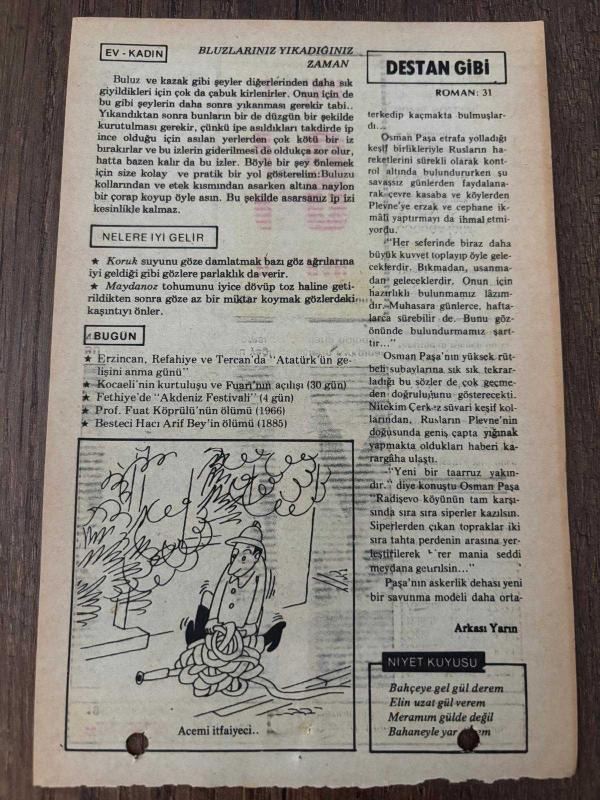 EV - KADIN
BLUZLARINIZ YIKADIĞINIZ
ZAMAN
Buluz ve kazak gibi şeyler diğerlerinden daha sık
giyildikleri için çok da çabuk kirlenirler. Onun için de
bu gibi şeylerin daha sonra yıkanması gerekir tabi..
Yıkandıktan sonra bunların bir de düzgün bir şekilde
kurutulması gerekir, çünkü ipe asıldıkları takdirde ip
ince olduğu için asılan yerlerden çok kötü bir iz
bırakırlar ve bu izlerin giderilmesi de oldukça zor olur,
hatta bazen kalır da bu izler. Böyle bir şey önlemek
için size kolay ve pratik bir yol gösterelim:Buluzu
kollarından ve etek kısmından asarken altına naylon
bir çorap koyup öyle asın. Bu şekilde asarsanız ip izi
kesinlikle kalmaz.
NELERE İYİ GELİR
★ Koruk suyunu göze damlatmak bazı göz ağrılarına
iyi geldiği gibi gözlere parlaklık da verir.
★ Maydanoz tohumunu iyice dövüp toz haline geti-
rildikten sonra göze az bir miktar koymak gözlerdeki
kaşıntıyı önler.
BUGÜN
★ Erzincan, Refahiye ve Tercan'da "Atatürk'ün ge-
lişini anma günü"
★ Kocaeli'nin kurtuluşu ve Fuarı'nın açılışı (30 gün)
★ Fethiye'de "Akdeniz Festivali" (4 gün)
★ Prof. Fuat Köprülü'nün ölümü (1966)
★ Besteci Hacı Arif Bey'in ölümü (1885)
Acemi itfaiyeci..
DESTAN GİBİ
ROMAN: 31
terkedip kaçmakta bulmuşlar-
dı...
Osman Paşa etrafa yolladığı
keşif birlikleriyle Rusların ha-
reketlerini sürekli olarak kont-
rol altında bulundururken şu
savaşsız günlerden faydalana-
rak çevre kasaba ve köylerden
Plevne'ye erzak ve cephane ik-
mâli yaptırmayı da ihmal etmi-
yordu.
"Her seferinde biraz daha
büyük kuvvet toplayıp öyle gele-
ceklerdir. Bıkmadan, usanma-
dan geleceklerdir. Onun için
hazırlıklı bulunmamız lâzım-
dır. Muhasara günlerce, hafta-
larca sürebilir de. Bunu göz-
önünde bulundurmamız şart-
tır..."
Osman Paşa'nın yüksek rüt-
beli subaylarına sık sık tekrar-
ladığı bu sözler de çok geçme-
den doğruluğunu gösterecekti.
Nitekim Çerkez süvari keşif kol-
larından, Rusların Plevne'nin
doğusunda geniş çapta yığınak
yapmakta oldukları haberi ka-
rargâha ulaştı.
"Yeni bir taarruz yakın-
dır." diye konuştu Osman Paşa
"Radişevo köyünün tam karşı-
sında sıra sıra siperler kazılsın.
Siperlerden çıkan topraklar iki
sıra tahta perdenin arasına yer-
leştirilerek birer mania seddi
meydana getirilsin..."
Paşa'nın askerlik dehası yeni
bir savunma modeli daha orta-
Arkası Yarın
NİYET KUYUSU
Bahçeye gel gül derem
Elin uzat gül verem
Meramım gülde değil
Bahaneyle yar